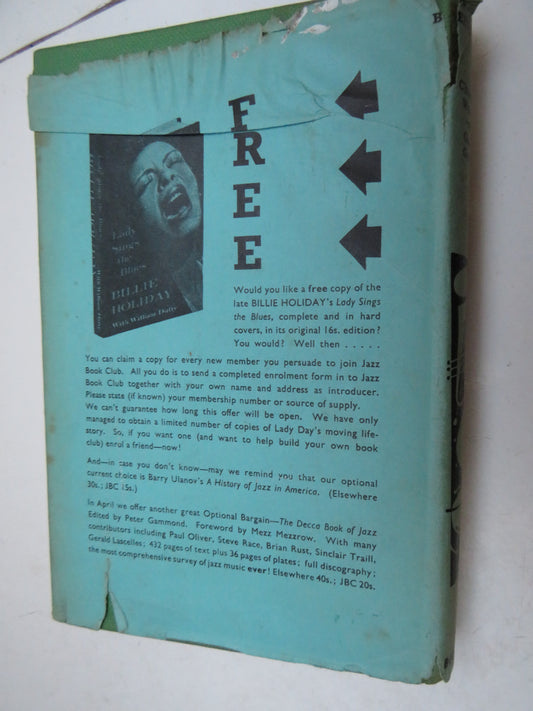 FREE
Lady
Sings
the
Blues
BILLIE
HOLIDAY
With William Dufty
Would you like a free copy of the
late BILLIE HOLIDAY's Lady Sings
the Blues, complete and in hard
covers, in its original 16s. edition?
You would? Well then . . . . .
You can claim a copy for every new member you persuade to join Jazz
Book Club. All you do is to send a completed enrolment form in to Jazz
Book Club together with your own name and address as introducer.
Please state (if known) your membership number or source of supply.
We can't guarantee how long this offer will be open. We have only
managed to obtain a limited number of copies of Lady Day's moving life-
story. So, if you want one (and want to help build your own book
club) enrol a friend—now!
And—in case you don't know—may we remind you that our optional
current choice is Barry Ulanov's A History of Jazz in America. (Elsewhere
30s.; JBC 15s.)
In April we offer another great Optional Bargain—The Decca Book of Jazz
Edited by Peter Gammond. Foreword by Mezz Mezzrow. With many
contributors including Paul Oliver, Steve Race, Brian Rust, Sinclair Traill,
Gerald Lascelles; 432 pages of text plus 36 pages of plates; full discography;
the most comprehensive survey of jazz music ever! Elsewhere 40s.; JBC 20s.